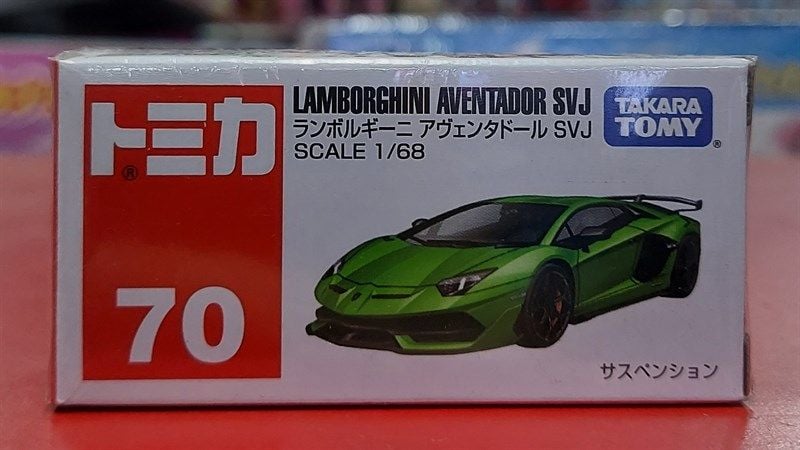 トミカ
®
70
LAMBORGHINI AVENTADOR SVJ
ランボルギーニ アヴェンタドール SVJ
SCALE 1/68
TAKARA
TOMY®
サスペンション